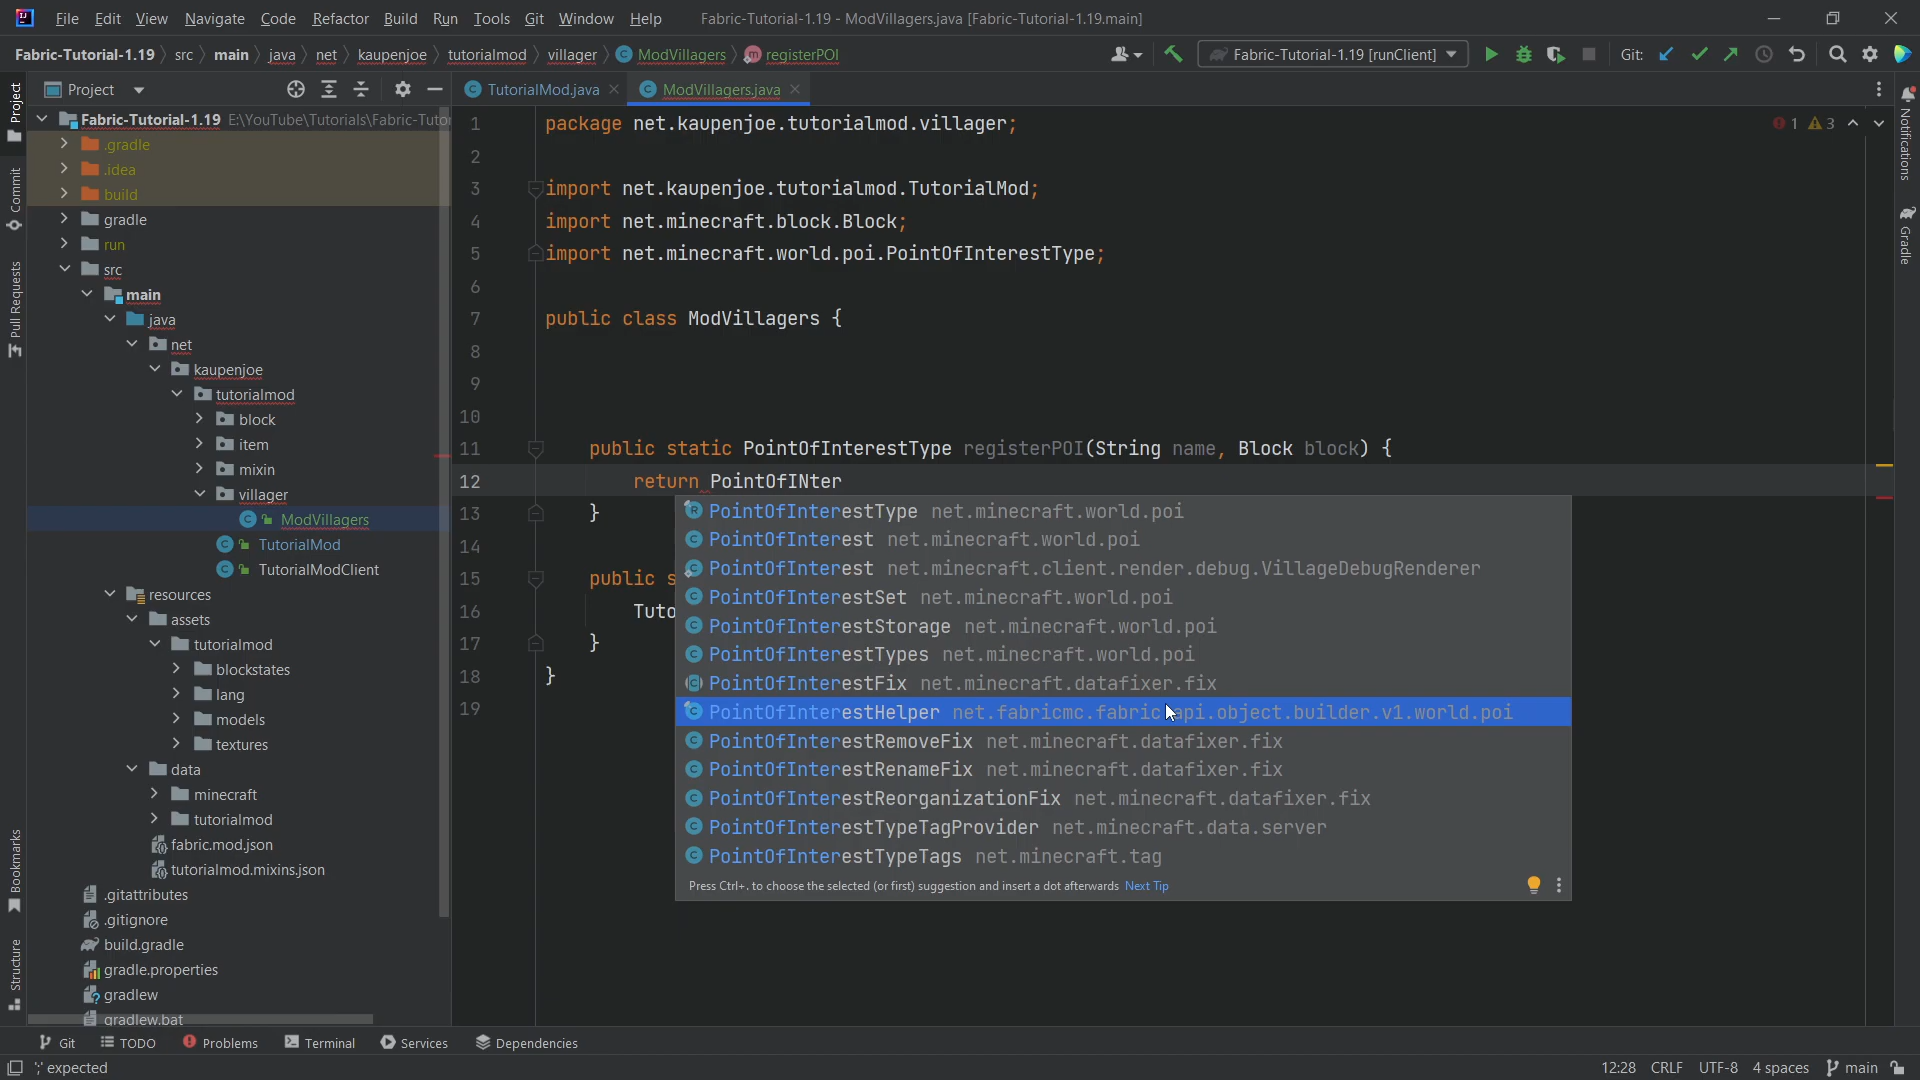 File Edit View Navigate Code Refactor Build Run Tools Git Window Help Fabric-Tutorial-1.19 - ModVillagers.java [Fabric-Tutorial-1.19.main]
Fabric-Tutorial-1.19 src main java net kaupenjoe tutorialmod villager ModVillagers registerPOI Fabric-Tutorial-1.19 [runClient] Git:
Project
Commit
Pull Requests
Bookmarks
Structure
Project
Fabric-Tutorial-1.19 E:\YouTube\Tutorials\Fabric-Tutor
.gradle
.idea
build
gradle
run
src
main
java
net
kaupenjoe
tutorialmod
block
item
mixin
villager
ModVillagers
TutorialMod
TutorialModClient
resources
assets
tutorialmod
blockstates
lang
models
textures
data
minecraft
tutorialmod
fabric.mod.json
tutorialmod.mixins.json
.gitattributes
.gitignore
build.gradle
gradle.properties
gradlew
gradlew.bat
TutorialMod.java ModVillagers.java
1 3
1 package net.kaupenjoe.tutorialmod.villager;
2
3 import net.kaupenjoe.tutorialmod.TutorialMod;
4 import net.minecraft.block.Block;
5 import net.minecraft.world.poi.PointOfInterestType;
6
7 public class ModVillagers {
8
9
10
11 public static PointOfInterestType registerPOI(String name, Block block) {
12 return PointOfINter
13 }
14
15 public s
16 Tuto
17 }
18 }
19
PointOfInterestType net.minecraft.world.poi
PointOfInterest net.minecraft.world.poi
PointOfInterest net.minecraft.client.render.debug.VillageDebugRenderer
PointOfInterestSet net.minecraft.world.poi
PointOfInterestStorage net.minecraft.world.poi
PointOfInterestTypes net.minecraft.world.poi
PointOfInterestFix net.minecraft.datafixer.fix
PointOfInterestHelper net.fabricmc.fabric.api.object.builder.v1.world.poi
PointOfInterestRemoveFix net.minecraft.datafixer.fix
PointOfInterestRenameFix net.minecraft.datafixer.fix
PointOfInterestReorganizationFix net.minecraft.datafixer.fix
PointOfInterestTypeTagProvider net.minecraft.data.server
PointOfInterestTypeTags net.minecraft.tag
Press Ctrl+. to choose the selected (or first) suggestion and insert a dot afterwards Next Tip
Notifications
Gradle
Git TODO Problems Terminal Services Dependencies
';' expected 12:28 CRLF UTF-8 4 spaces main